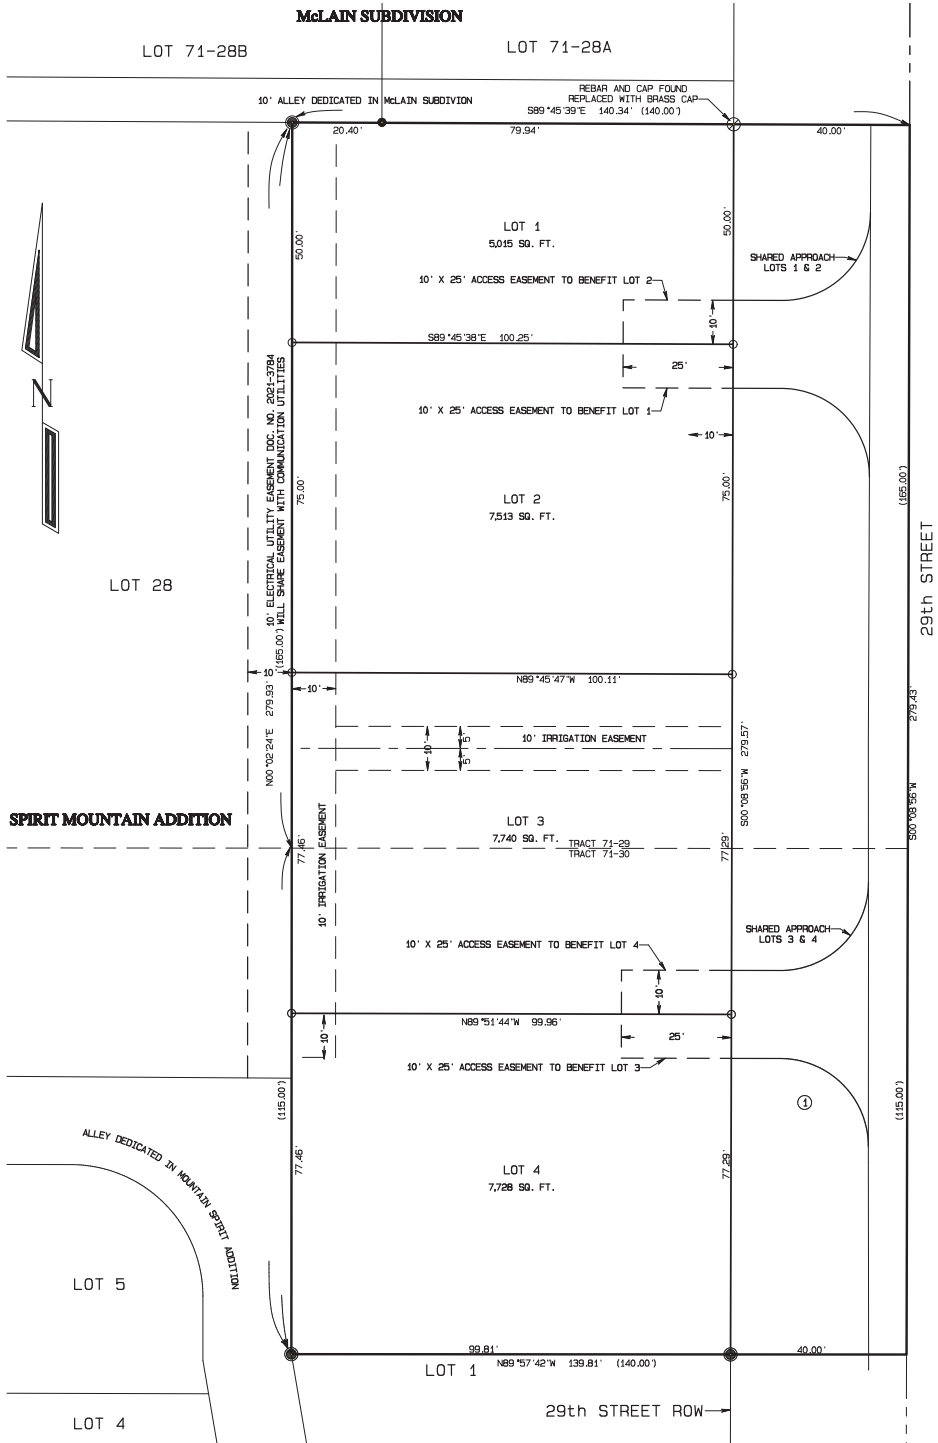 McLAIN SUBDIVISION
LOT 71-28B
LOT 71-28A
REBAR AND CAP FOUND
REPLACED WITH BRASS CAP
10' ALLEY DEDICATED IN McLAIN SUBDIVION
S89°45'39"E 140.34' (140.00')
20.40'
79.94'
40.00'
LOT 1
5,015 SQ. FT.
50.00'
50.00'
SHARED APPROACH
LOTS 1 & 2
10' X 25' ACCESS EASEMENT TO BENEFIT LOT 2
10'
S89°45'38"E 100.25'
25'
N
10' X 25' ACCESS EASEMENT TO BENEFIT LOT 1
10'
10' ELECTRICAL UTILITY EASEMENT DOC. NO. 2021-3784
(165.00') WILL SHARE EASEMENT WITH COMMUNICATION UTILITIES
75.00'
LOT 2
7,513 SQ. FT.
75.00'
(165.00')
29th STREET
LOT 28
10'
10'
N89°45'47"W 100.11'
N00°02'24"E 279.93'
10'
5'
5'
10' IRRIGATION EASEMENT
S00°08'56"W 279.57'
S00°08'56"W 279.43'
SPIRIT MOUNTAIN ADDITION
LOT 3
7,740 SQ. FT.
TRACT 71-29
TRACT 71-30
77.46'
77.29'
10' IRRIGATION EASEMENT
SHARED APPROACH
LOTS 3 & 4
10' X 25' ACCESS EASEMENT TO BENEFIT LOT 4
10'
N89°51'44"W 99.96'
10'
25'
10' X 25' ACCESS EASEMENT TO BENEFIT LOT 3
(115.00')
1
(115.00')
ALLEY DEDICATED IN MOUNTAIN SPIRIT ADDITION
77.46'
LOT 4
7,728 SQ. FT.
77.29'
LOT 5
99.81'
40.00'
N89°57'42"W 139.81' (140.00')
LOT 1
29th STREET ROW
LOT 4